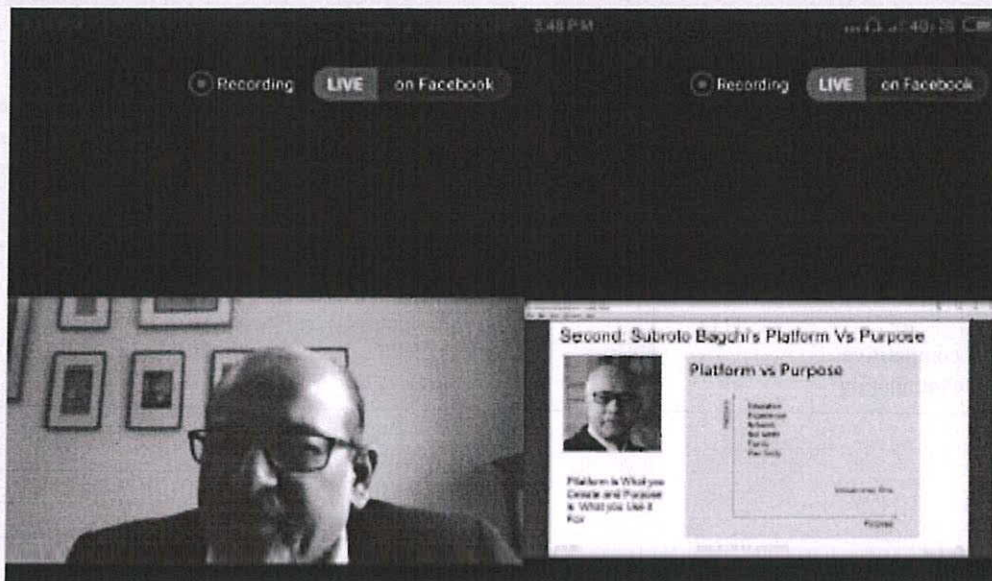 3:48 PM
Recording LIVE on Facebook
Recording LIVE on Facebook
Second: Subroto Bagchi's Platform Vs Purpose
Platform vs Purpose
Education
Experience
Network
Net worth
Family
Platform is What you
Create and Purpose
is What you Use it
For
Purpose